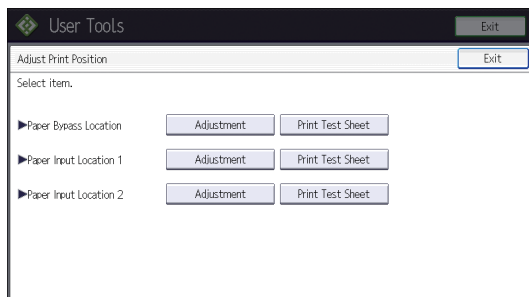 User Tools Exit
Adjust Print Position Exit
Select item.
►Paper Bypass Location Adjustment Print Test Sheet
►Paper Input Location 1 Adjustment Print Test Sheet
►Paper Input Location 2 Adjustment Print Test Sheet